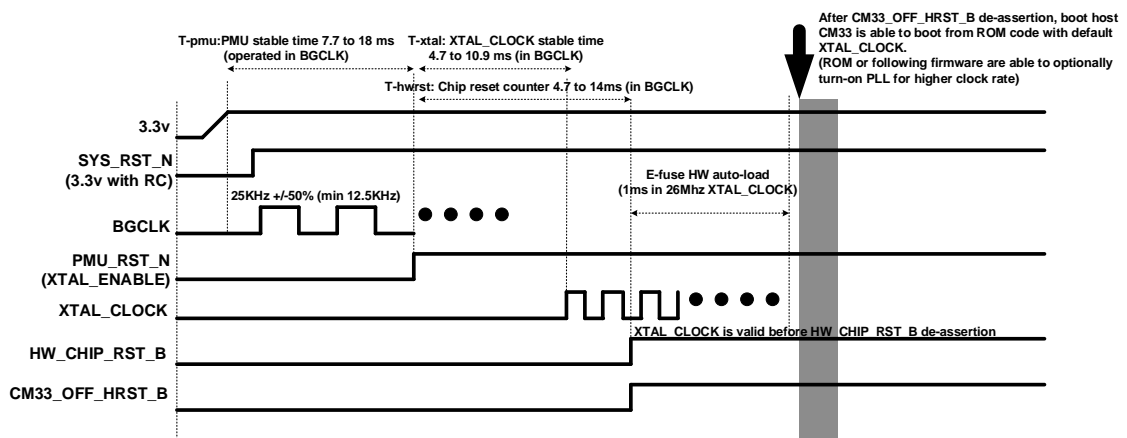 After CM33_OFF_HRST_B de-assertion, boot host
CM33 is able to boot from ROM code with default
XTAL_CLOCK.
(ROM or following firmware are able to optionally
turn-on PLL for higher clock rate)
T-pmu:PMU stable time 7.7 to 18 ms
(operated in BGCLK)
T-xtal: XTAL_CLOCK stable time
4.7 to 10.9 ms (in BGCLK)
T-hwrst: Chip reset counter 4.7 to 14ms (in BGCLK)
3.3v
SYS_RST_N
(3.3v with RC)
E-fuse HW auto-load
(1ms in 26Mhz XTAL_CLOCK)
25KHz +/-50% (min 12.5KHz)
BGCLK
PMU_RST_N
(XTAL_ENABLE)
XTAL_CLOCK
XTAL_CLOCK is valid before HW_CHIP_RST_B de-assertion
HW_CHIP_RST_B
CM33_OFF_HRST_B